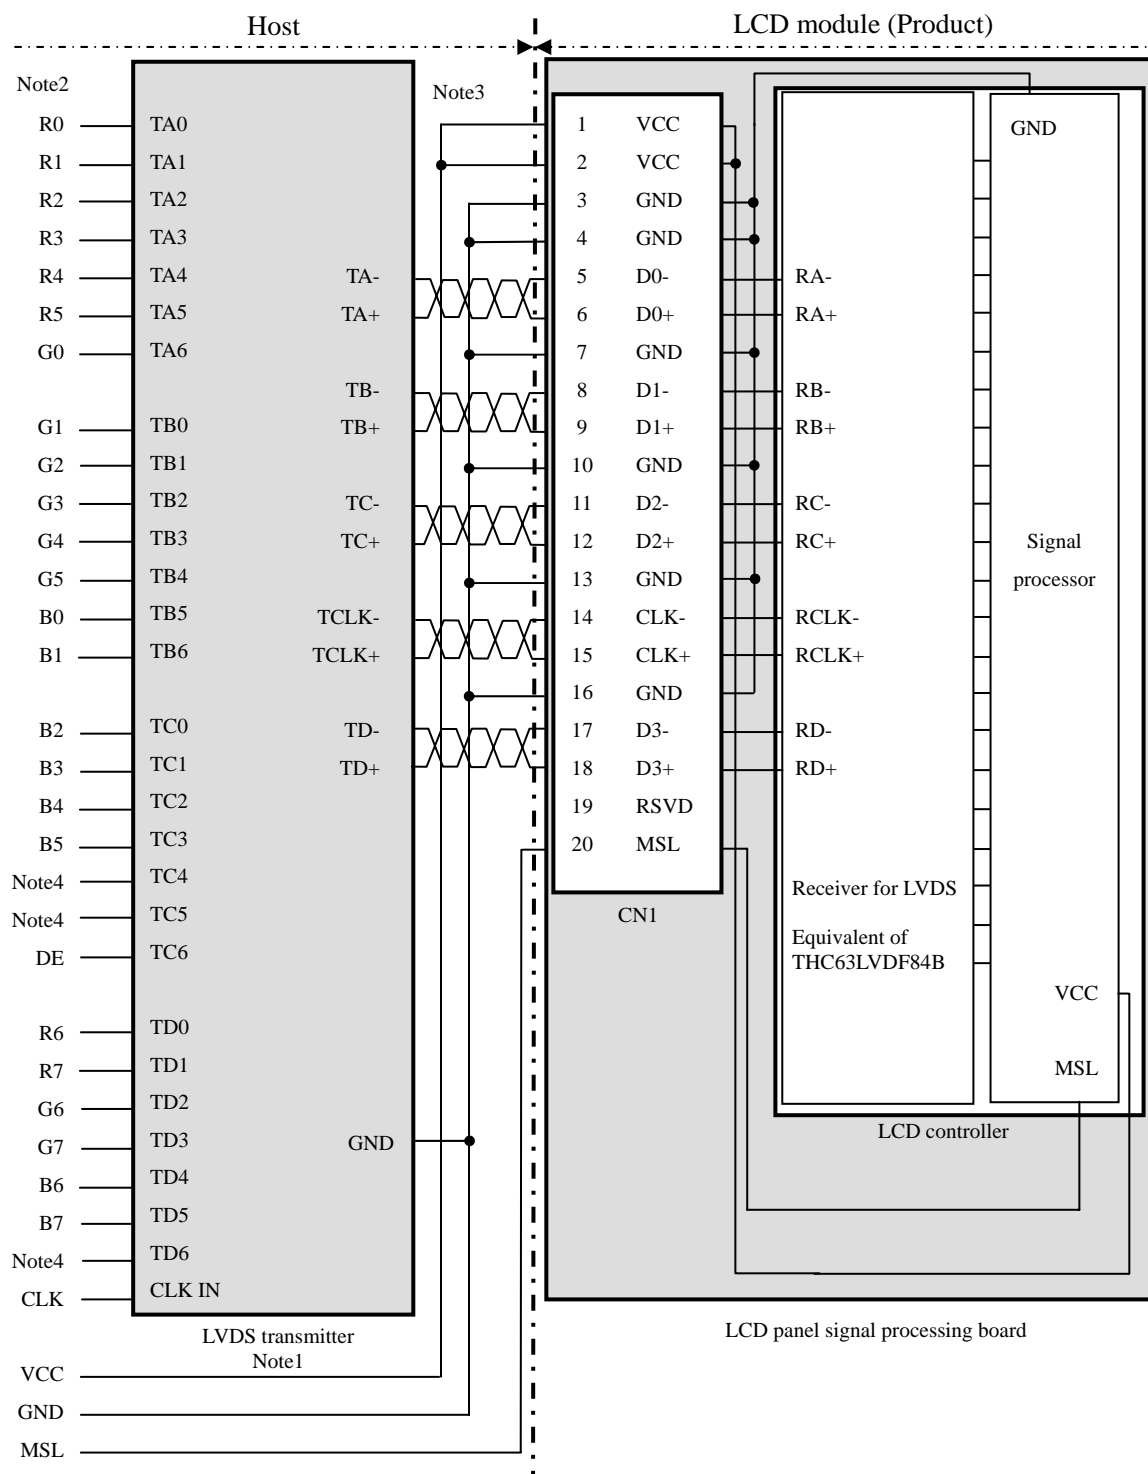 Host LCD module (Product)
Note2 Note3
R0 TA0 1 VCC GND
R1 TA1 2 VCC
R2 TA2 3 GND
R3 TA3 4 GND
R4 TA4 TA- 5 D0- RA-
R5 TA5 TA+ 6 D0+ RA+
G0 TA6 7 GND
TB- 8 D1- RB-
G1 TB0 TB+ 9 D1+ RB+
G2 TB1 10 GND
G3 TB2 TC- 11 D2- RC-
G4 TB3 TC+ 12 D2+ RC+ Signal
G5 TB4 13 GND processor
B0 TB5 TCLK- 14 CLK- RCLK-
B1 TB6 TCLK+ 15 CLK+ RCLK+
16 GND
B2 TC0 TD- 17 D3- RD-
B3 TC1 TD+ 18 D3+ RD+
B4 TC2 19 RSVD
B5 TC3 20 MSL
Note4 TC4 Receiver for LVDS
Note4 TC5 CN1
DE TC6 Equivalent of
THC63LVDF84B
VCC
R6 TD0
R7 TD1 MSL
G6 TD2
G7 TD3 GND LCD controller
B6 TD4
B7 TD5
Note4 TD6
CLK CLK IN
LVDS transmitter LCD panel signal processing board
Note1
VCC
GND
MSL